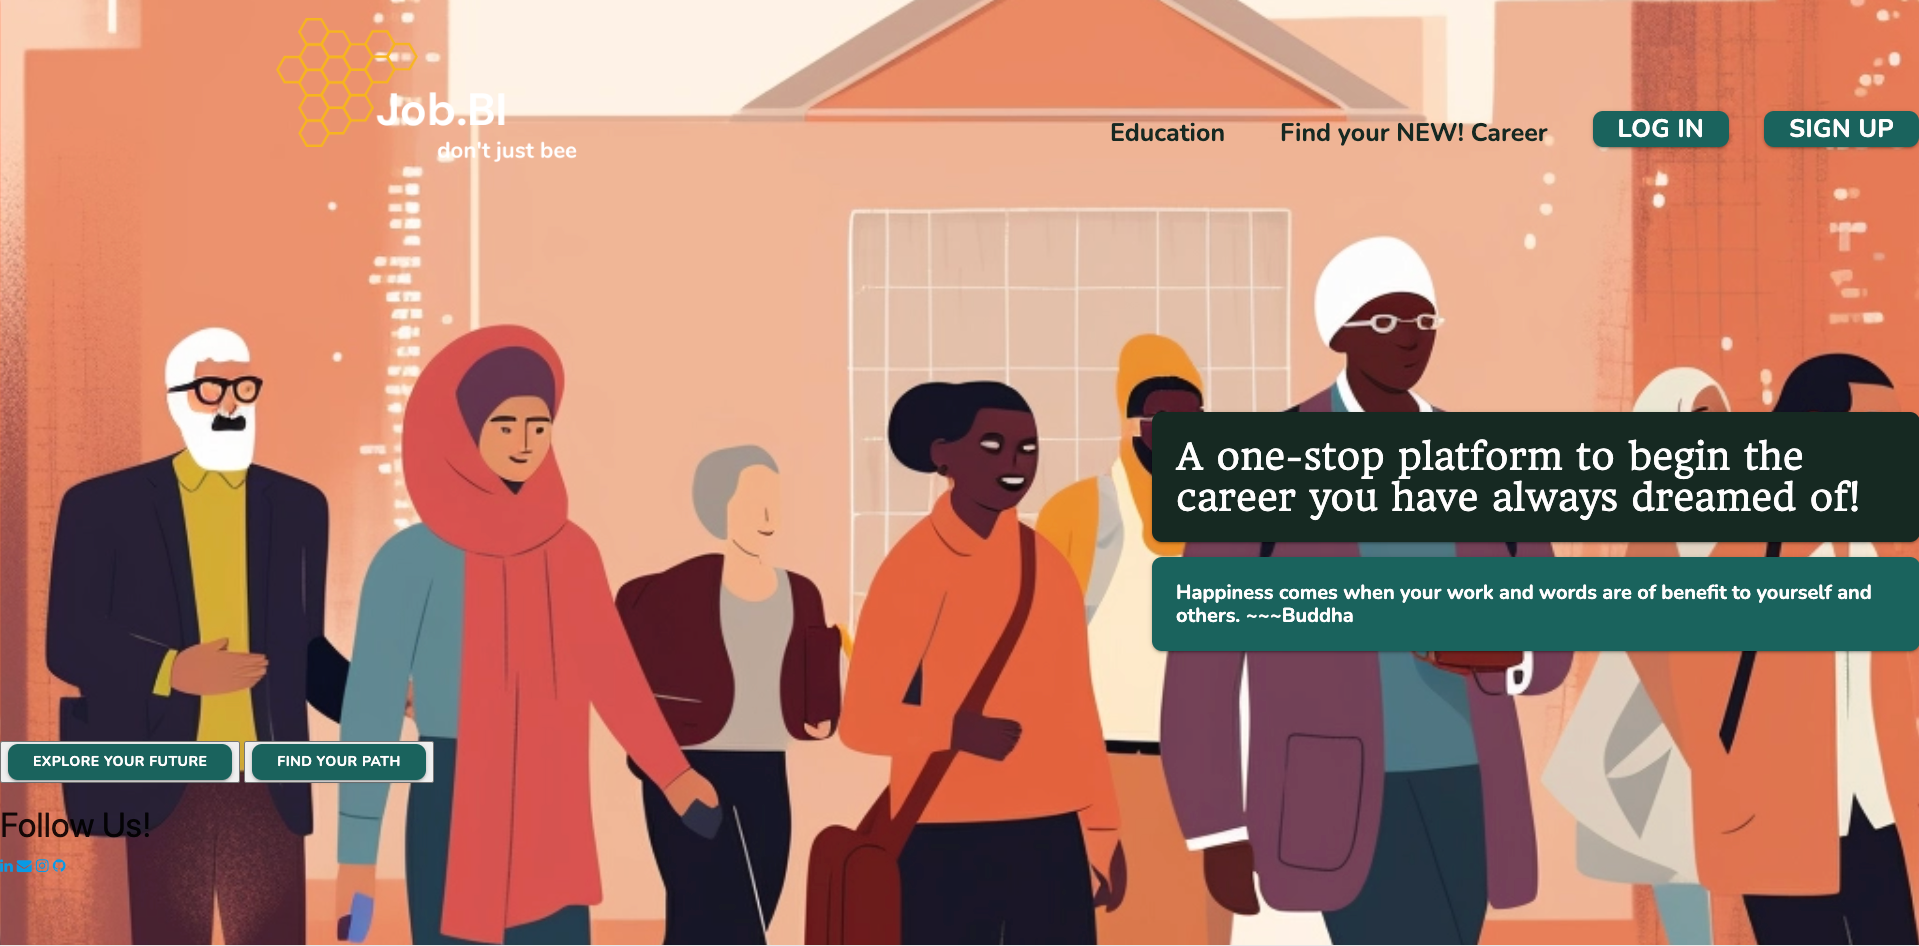 Job.BI
don't just bee
Education
Find your NEW! Career
LOG IN
SIGN UP
A one-stop platform to begin the
career you have always dreamed of!
Happiness comes when your work and words are of benefit to yourself and
others. ~~~Buddha
EXPLORE YOUR FUTURE
FIND YOUR PATH
Follow Us!
in